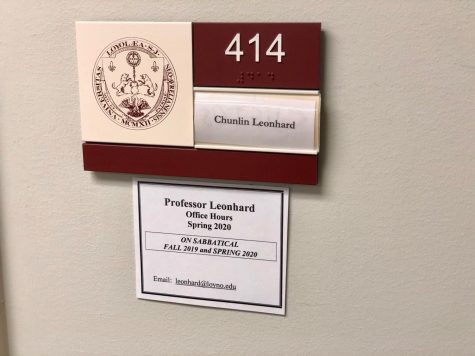 LOYOL. E A. S. J.
414
Chunlin Leonhard
Professor Leonhard
Office Hours
Spring 2020
ON SABBATICAL
FALL 2019 and SPRING 2020
Email: leonhard@loyno.edu